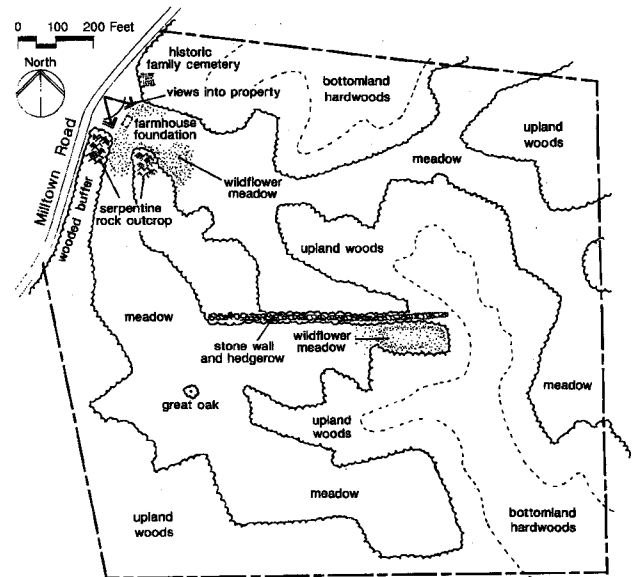 0 100 200 Feet
North
historic
family cemetery
views into property
farmhouse
foundation
Milltown Road
wooded buffer
serpentine
rock outcrop
wildflower
meadow
bottomland
hardwoods
upland
woods
meadow
upland woods
meadow
stone wall
and hedgerow
wildflower
meadow
great oak
upland
woods
meadow
meadow
upland
woods
bottomland
hardwoods